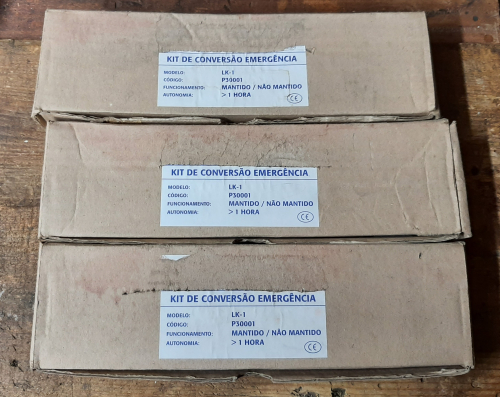 KIT DE CONVERSÃO EMERGÊNCIA
MODELO: LK-1
CÓDIGO: P30001
FUNCIONAMENTO: MANTIDO / NÃO MANTIDO
AUTONOMIA: > 1 HORA
CE
KIT DE CONVERSÃO EMERGÊNCIA
MODELO: LK-1
CÓDIGO: P30001
FUNCIONAMENTO: MANTIDO / NÃO MANTIDO
AUTONOMIA: > 1 HORA
CE
KIT DE CONVERSÃO EMERGÊNCIA
MODELO: LK-1
CÓDIGO: P30001
FUNCIONAMENTO: MANTIDO / NÃO MANTIDO
AUTONOMIA: > 1 HORA
CE